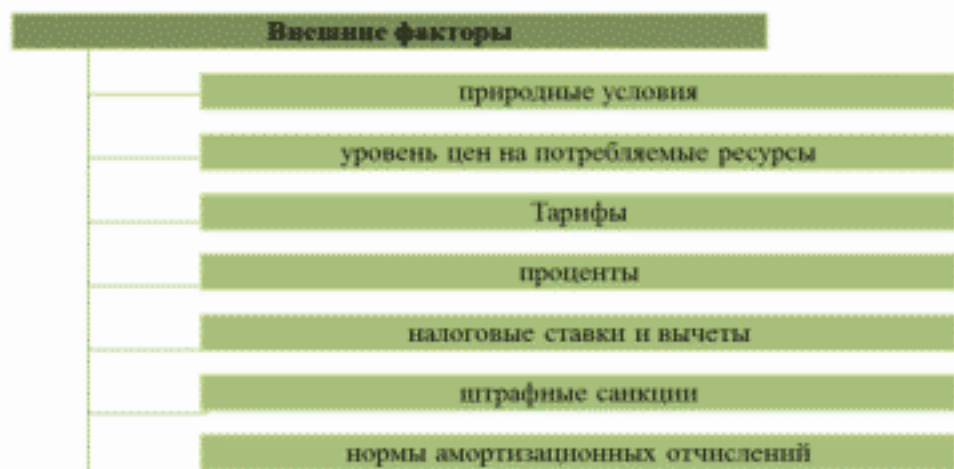 Внешние факторы
природные условия
уровень цен на потребляемые ресурсы
Тарифы
проценты
налоговые ставки и вычеты
штрафные санкции
нормы амортизационных отчислений